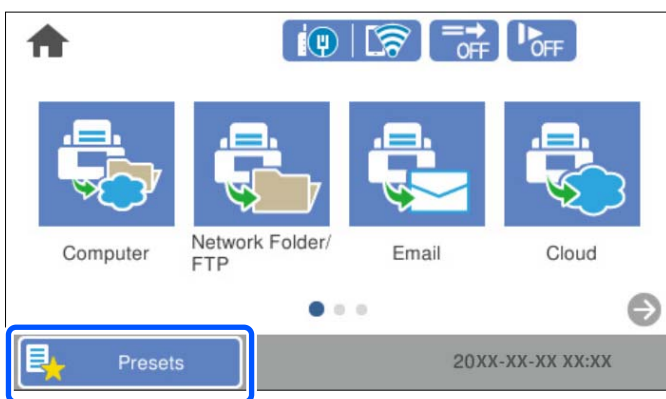 OFF
OFF
Computer
Network Folder/
FTP
Email
Cloud
Presets
20XX-XX-XX XX:XX